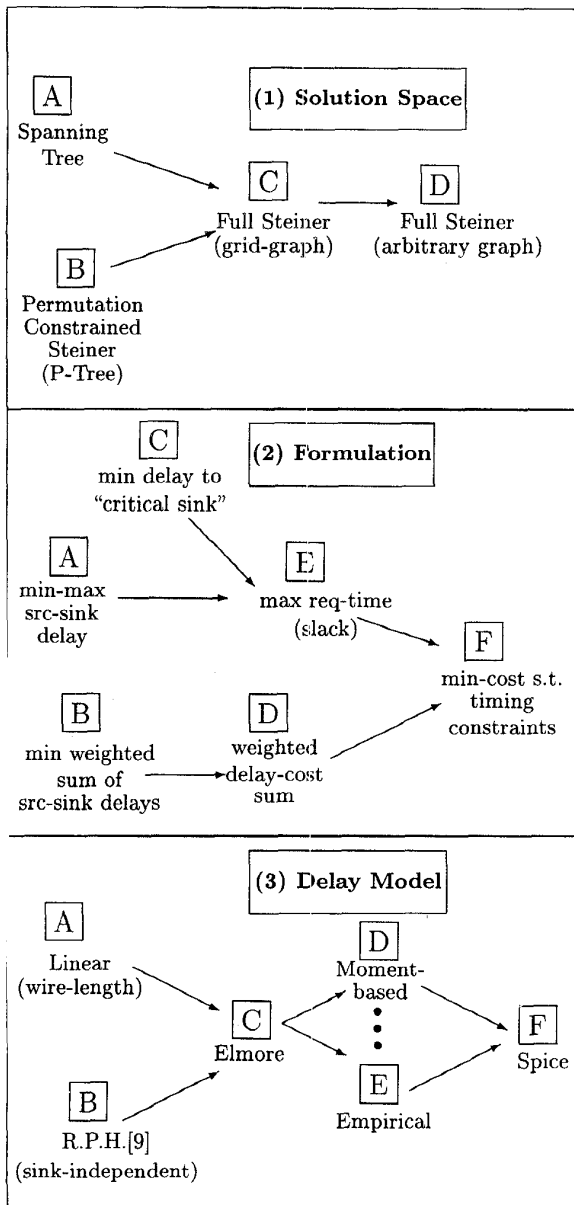 A
(1) Solution Space
Spanning
Tree
C
D
Full Steiner
(grid-graph)
Full Steiner
(arbitrary graph)
B
Permutation
Constrained
Steiner
(P-Tree)
C
(2) Formulation
min delay to
“critical sink”
A
min-max
src-sink
delay
E
max req-time
(slack)
F
min-cost s.t.
timing
constraints
B
min weighted
sum of
src-sink delays
D
weighted
delay-cost
sum
(3) Delay Model
A
Linear
(wire-length)
D
Moment-
based
C
Elmore
F
Spice
E
Empirical
B
R.P.H.[9]
(sink-independent)